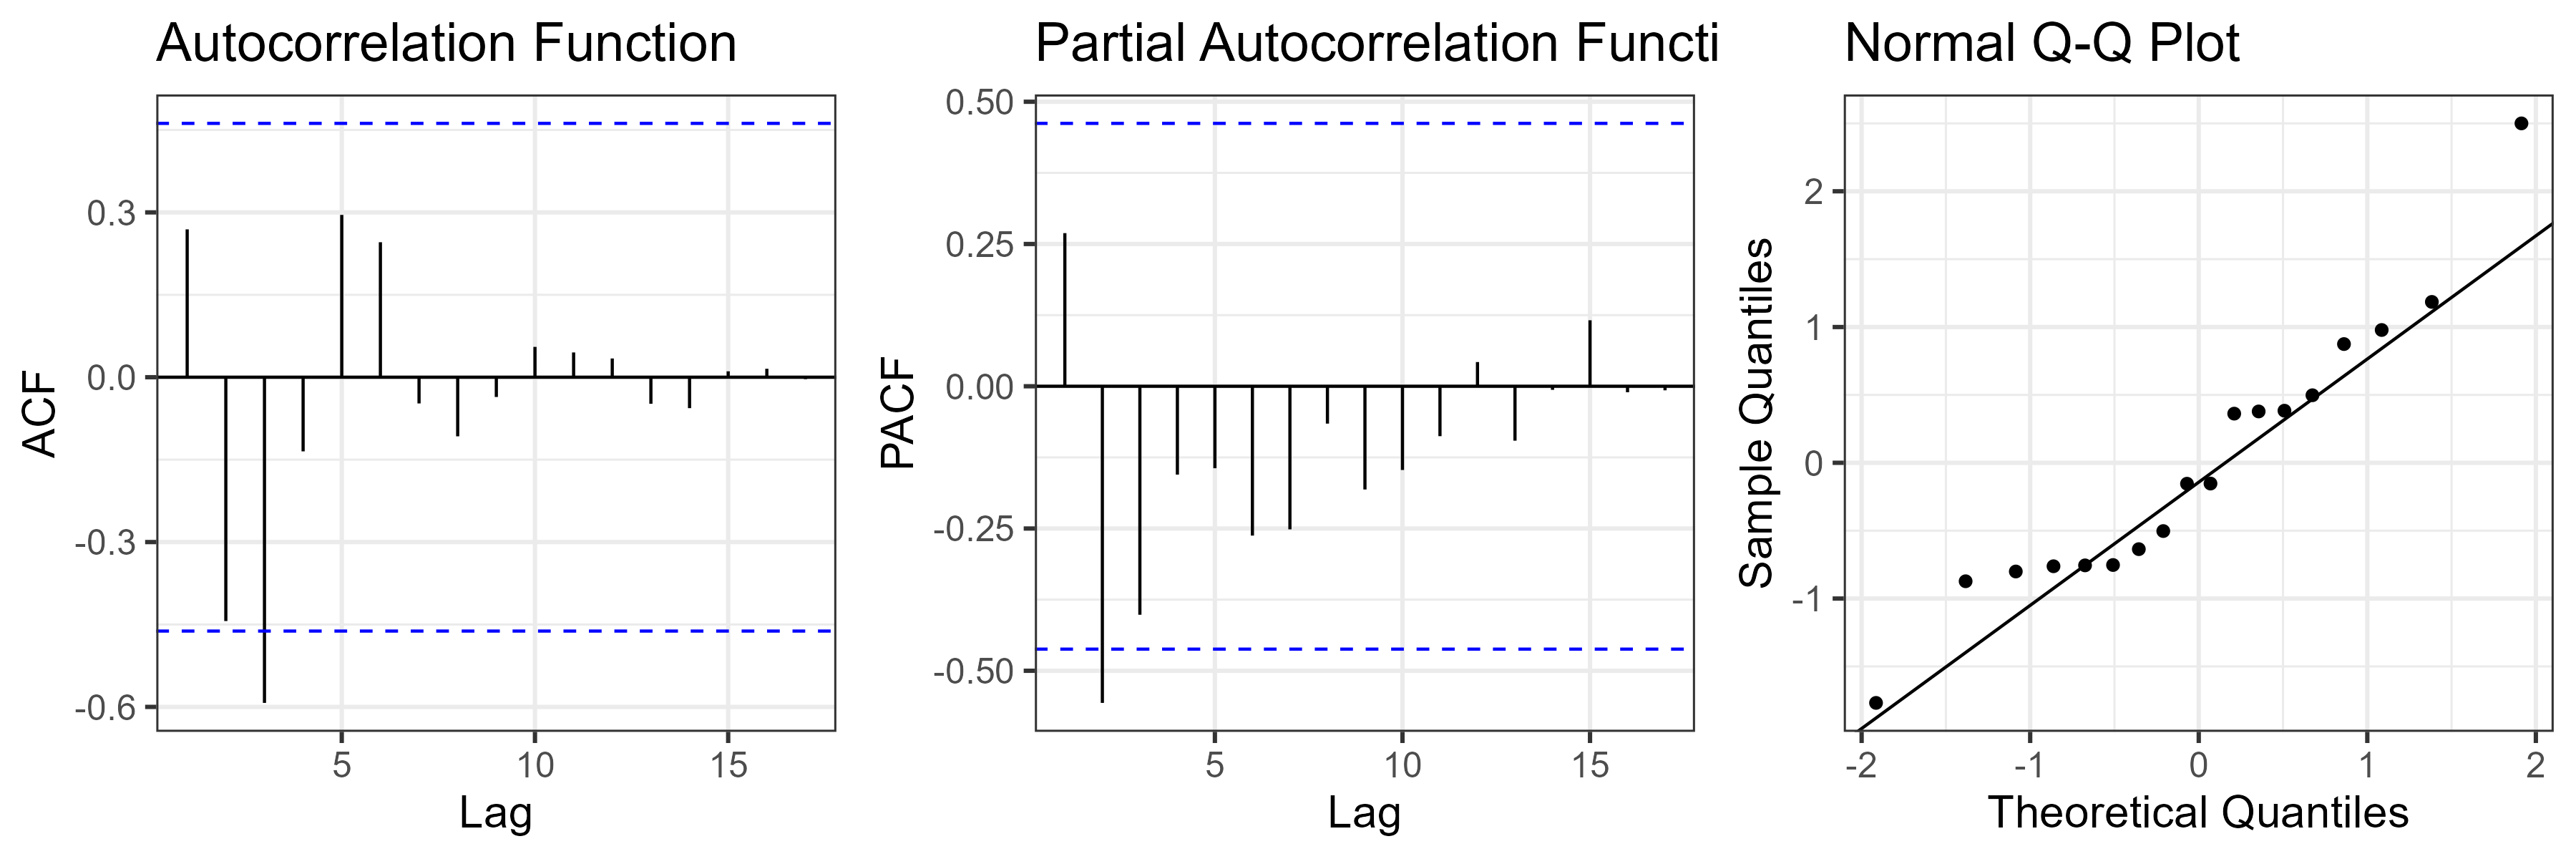 Autocorrelation Function
0.3
0.0
-0.3
-0.6
ACF
5 10 15
Lag
Partial Autocorrelation Functi
0.50
0.25
0.00
-0.25
-0.50
PACF
5 10 15
Lag
Normal Q-Q Plot
2
1
0
-1
Sample Quantiles
-2 -1 0 1 2
Theoretical Quantiles